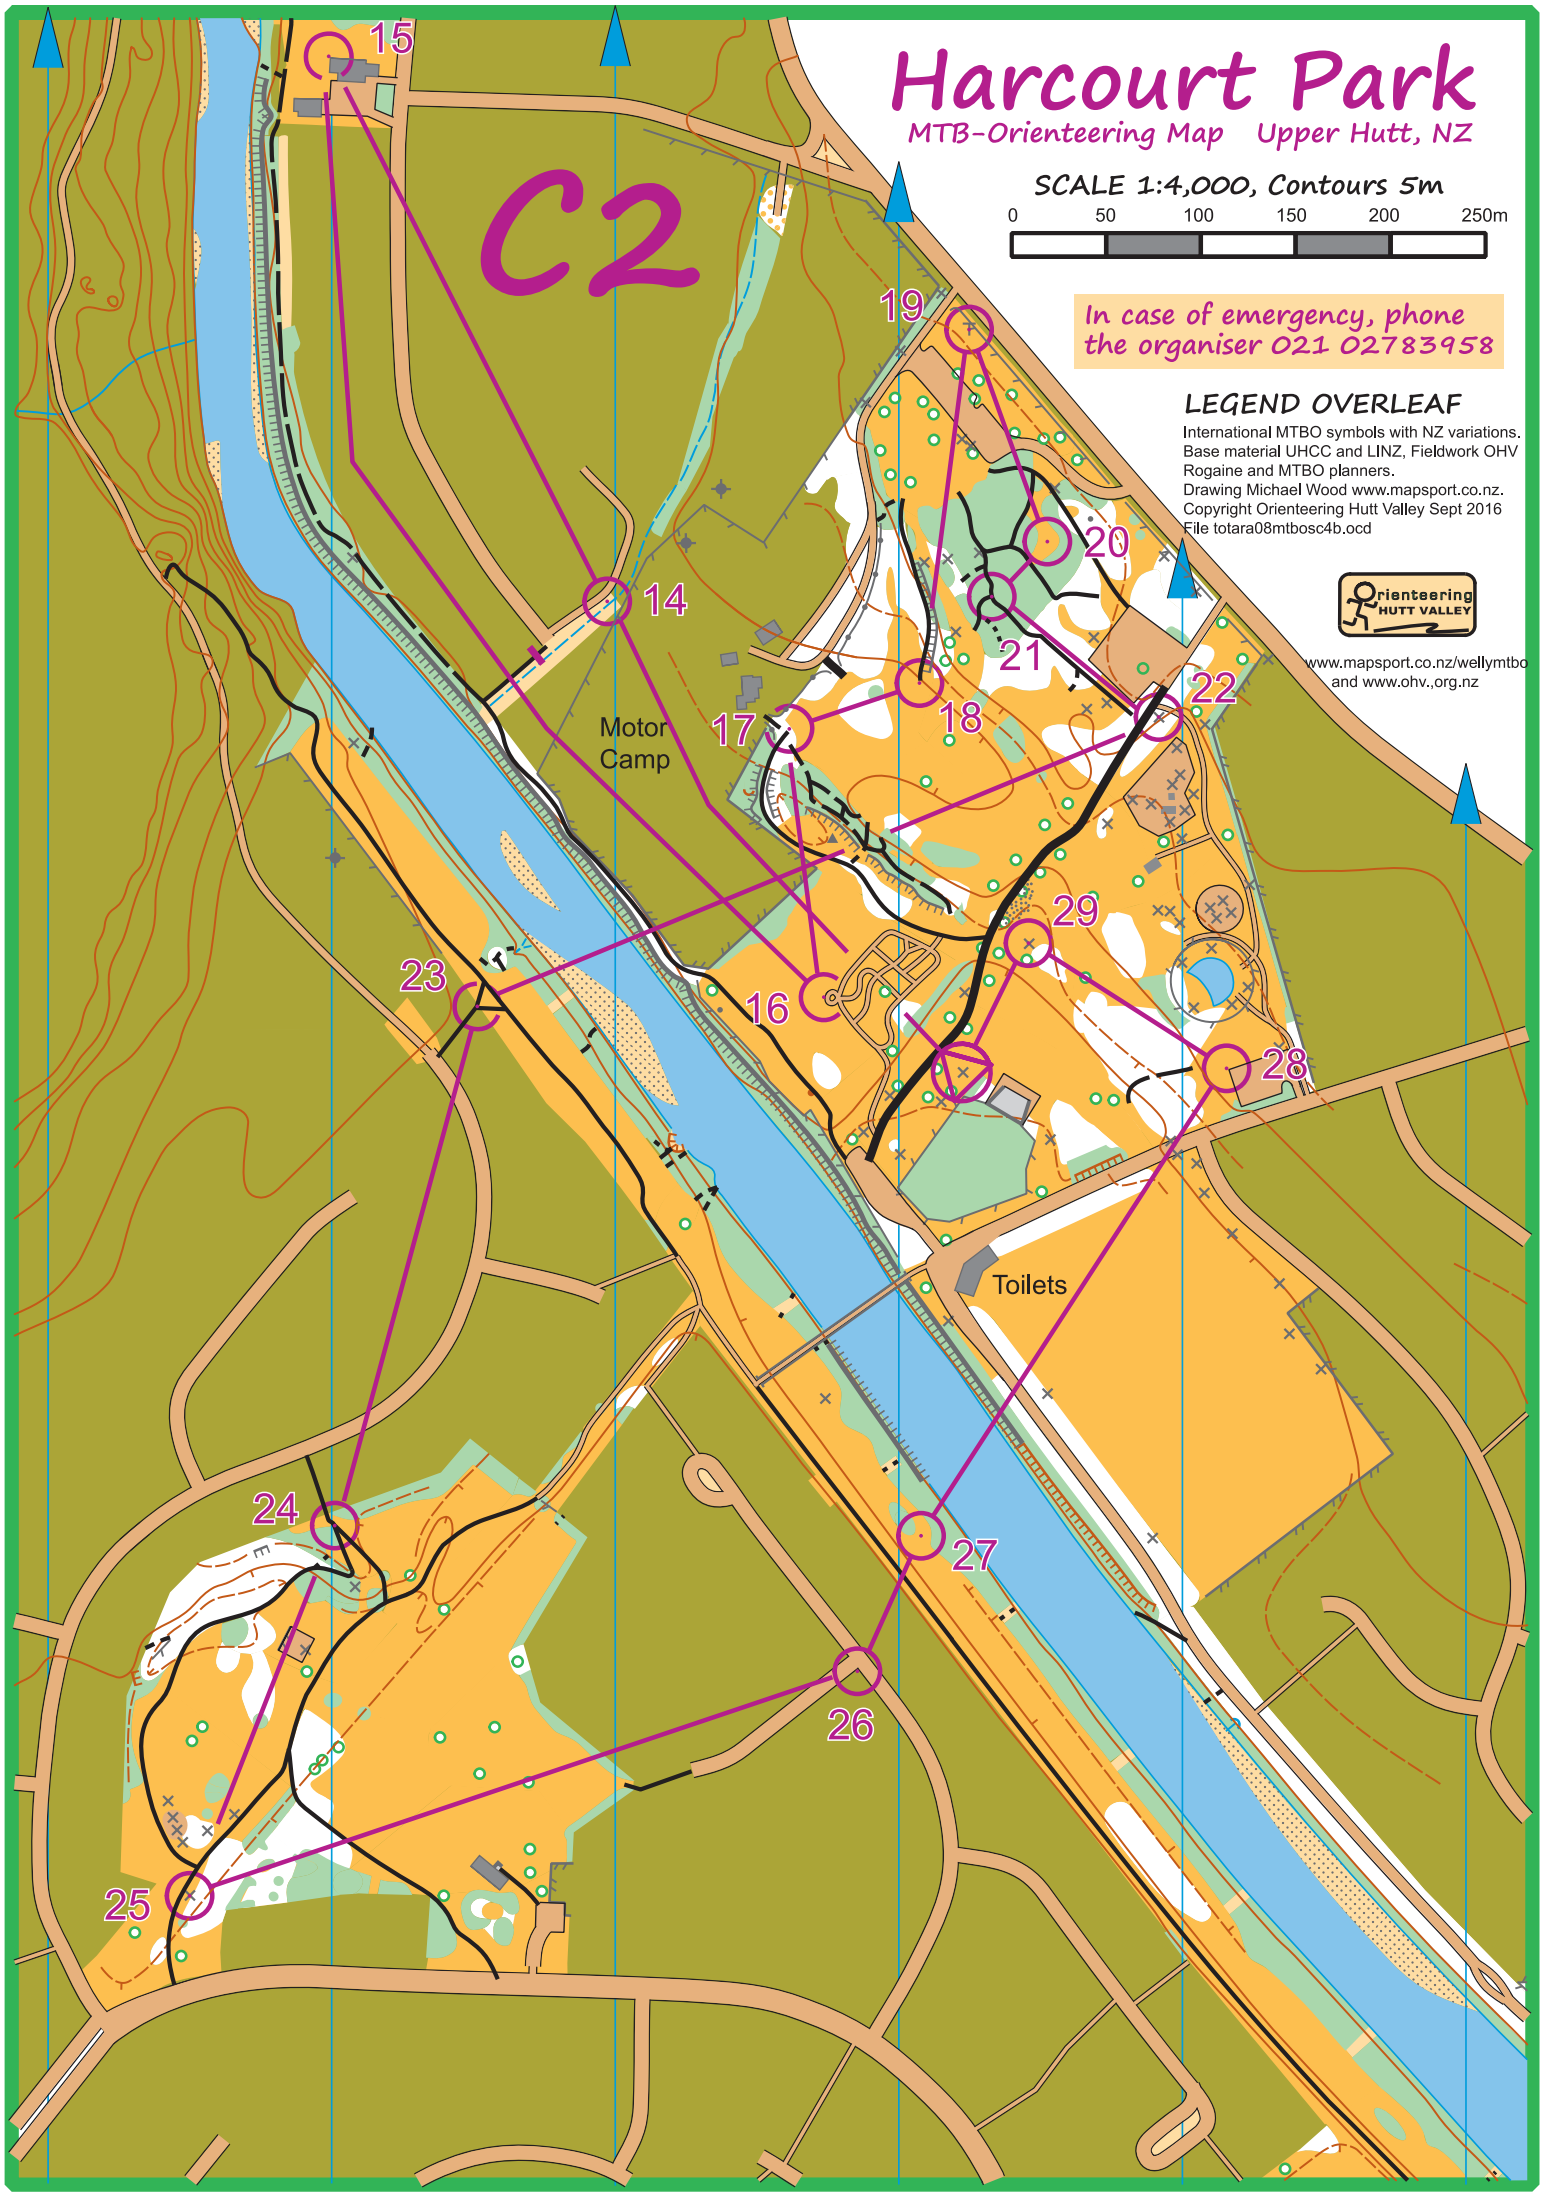 Harcourt Park
MTB-Orienteering Map Upper Hutt, NZ
SCALE 1:4,000, Contours 5m
0 50 100 150 200 250m
In case of emergency, phone
the organiser 021 02783958
LEGEND OVERLEAF
International MTBO symbols with NZ variations.
Base material UHCC and LINZ, Fieldwork OHV
Rogaine and MTBO planners.
Drawing Michael Wood www.mapsport.co.nz.
Copyright Orienteering Hutt Valley Sept 2016
File totara08mtbosc4b.ocd
rienteering
HUTT VALLEY
www.mapsport.co.nz/wellymtbo
and www.ohv.,org.nz
C2
15
19
20
14
21
22
17
18
Motor
Camp
29
23
16
28
Toilets
24
27
26
25